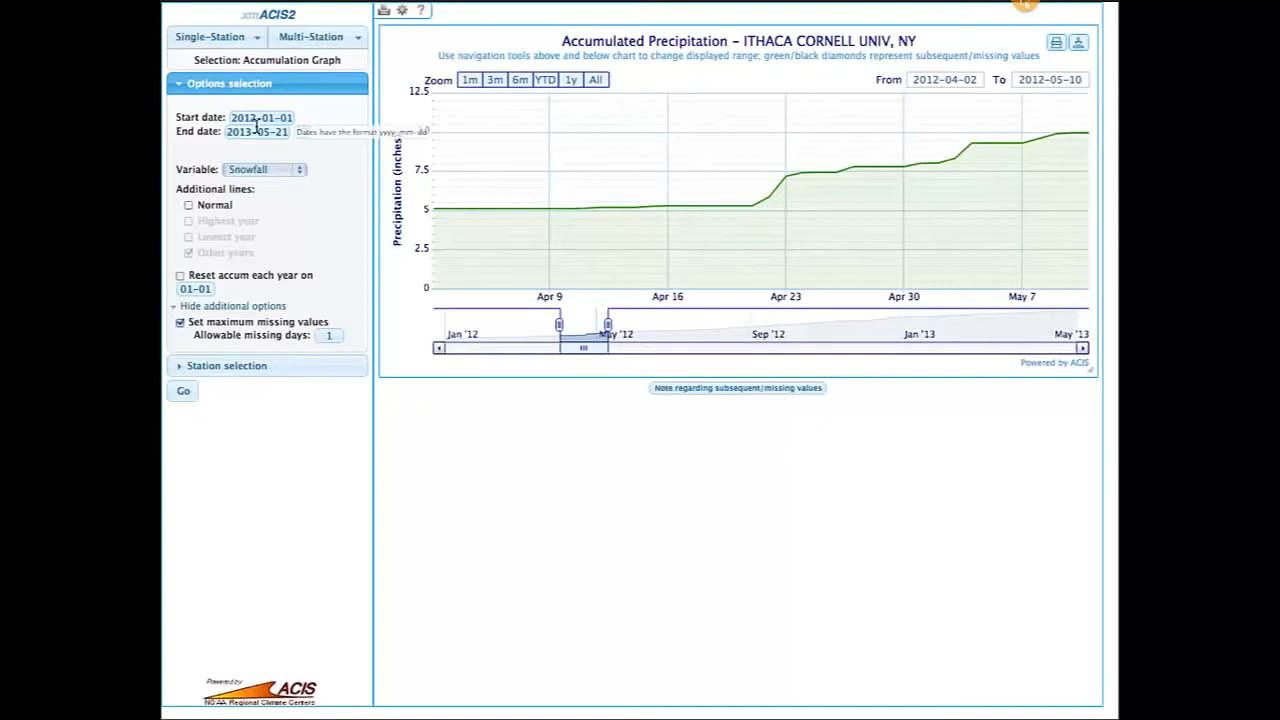 xmACIS2
Single-Station
Multi-Station
Selection: Accumulation Graph
Options selection
Start date: 2012-01-01
End date: 2013-05-21
Dates have the format yyyy-mm-dd
Variable: Snowfall
Additional lines:
Normal
Highest year
Lowest year
Other years
Reset accum each year on
01-01
Hide additional options
Set maximum missing values
Allowable missing days: 1
Station selection
Go
Powered by
ACIS
NOAA Regional Climate Centers
?
Accumulated Precipitation - ITHACA CORNELL UNIV, NY
Use navigation tools above and below chart to change displayed range; green/black diamonds represent subsequent/missing values
Zoom 1m 3m 6m YTD 1y All
From 2012-04-02 To 2012-05-10
12.5
7.5
5
2.5
0
Precipitation (inches
Apr 9
Apr 16
Apr 23
Apr 30
May 7
Jan '12
May '12
Sep '12
Jan '13
May '13
Powered by ACIS
Note regarding subsequent/missing values